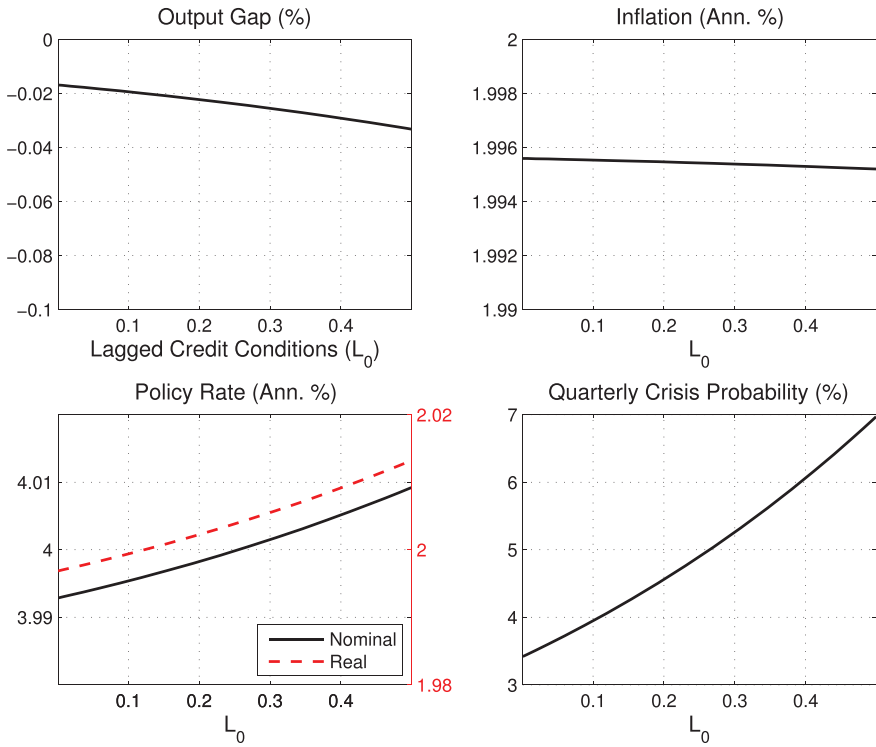 Output Gap (%)
0
−0.02
−0.04
−0.06
−0.08
−0.1
0.1 0.2 0.3 0.4
Lagged Credit Conditions (L0)
Inflation (Ann. %)
2
1.998
1.996
1.994
1.992
1.99
0.1 0.2 0.3 0.4
L0
Policy Rate (Ann. %)
4.01
4
3.99
2.02
2
1.98
Nominal
Real
0.1 0.2 0.3 0.4
L0
Quarterly Crisis Probability (%)
7
6
5
4
3
0.1 0.2 0.3 0.4
L0